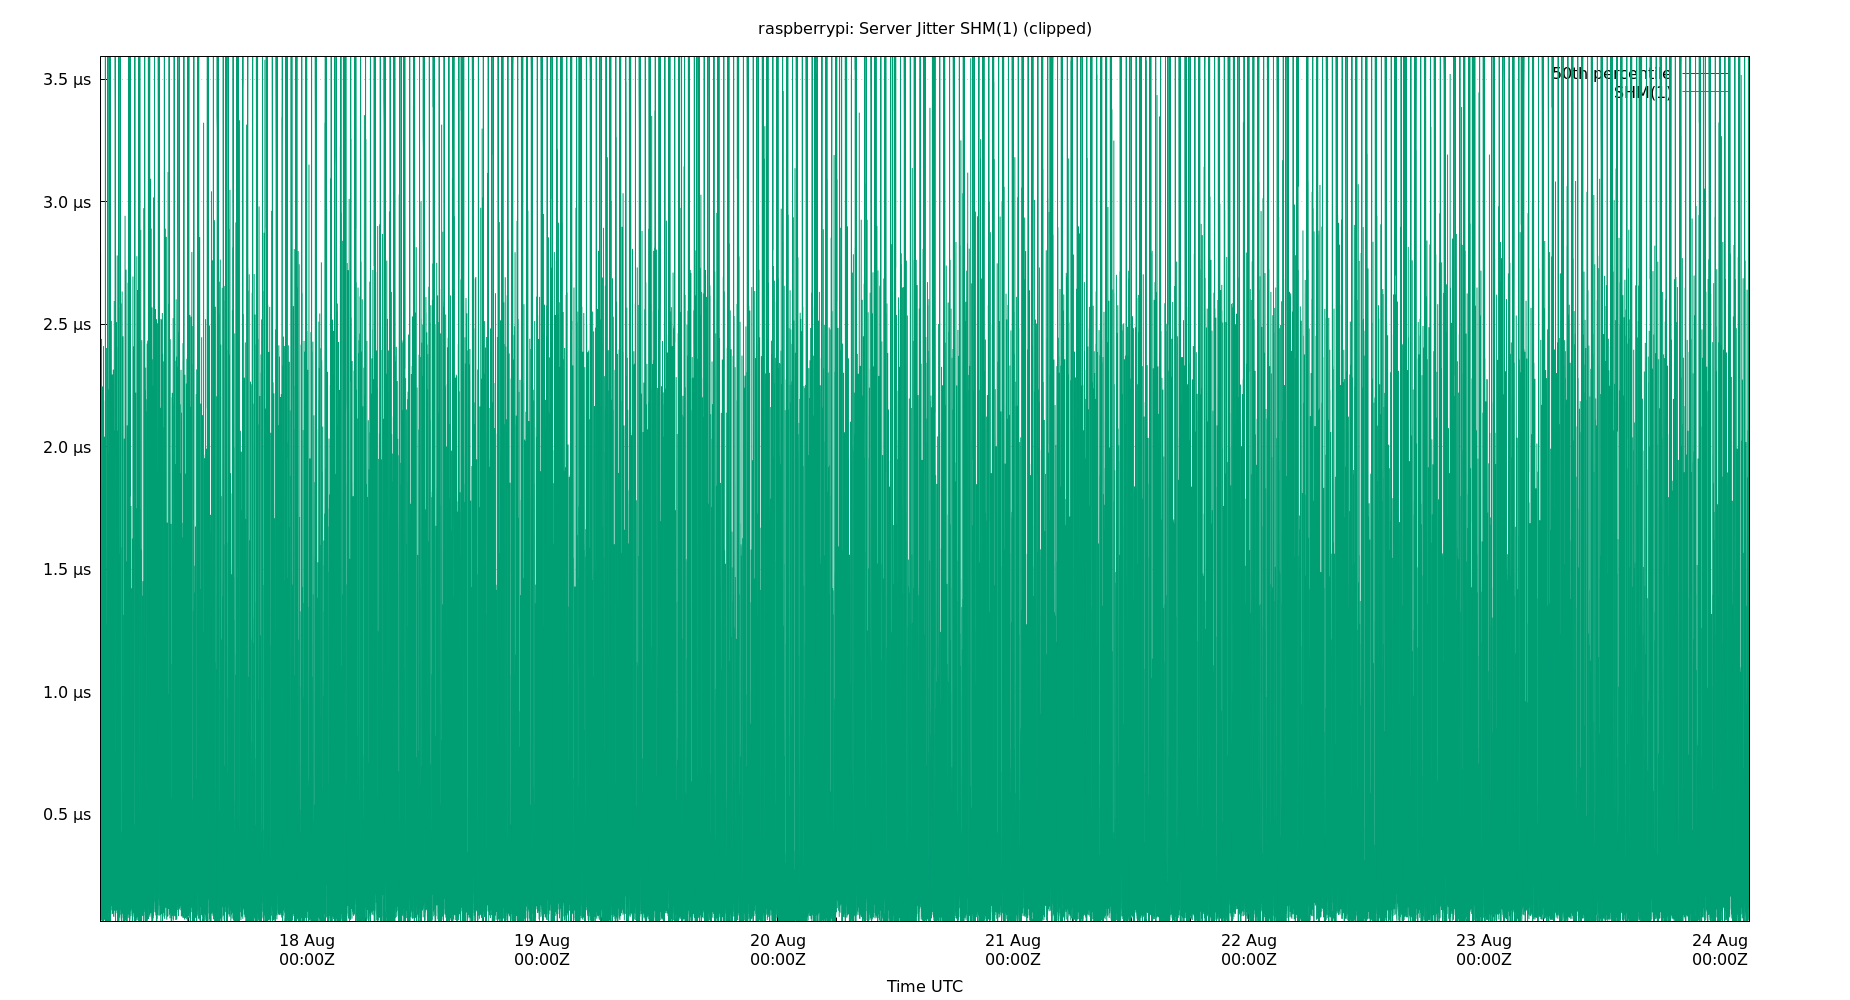 raspberrypi: Server Jitter SHM(1) (clipped)
3.5 µs
3.0 µs
2.5 µs
2.0 µs
1.5 µs
1.0 µs
0.5 µs
50th percentile
SHM(1)
18 Aug
00:00Z
19 Aug
00:00Z
20 Aug
00:00Z
21 Aug
00:00Z
22 Aug
00:00Z
23 Aug
00:00Z
24 Aug
00:00Z
Time UTC